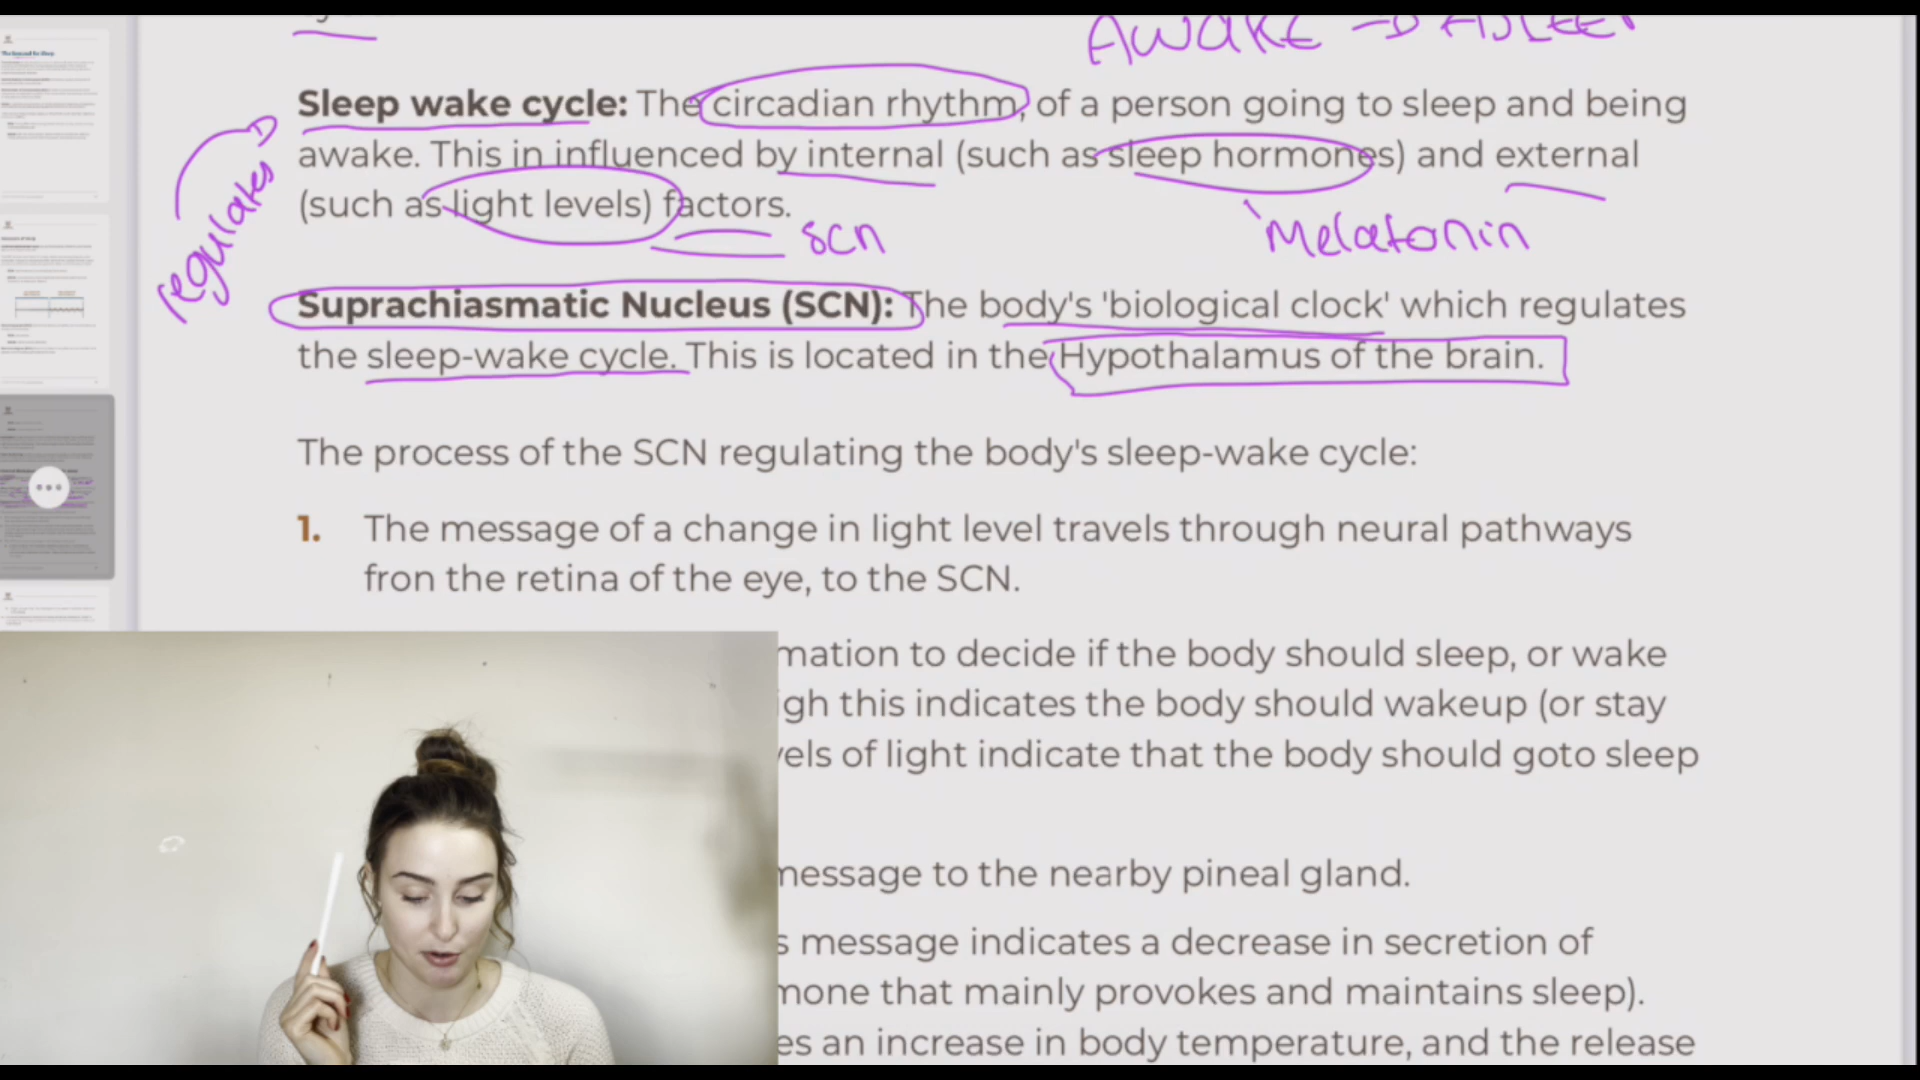 AWAKE → ASLEEP
Sleep wake cycle: The circadian rhythm, of a person going to sleep and being
awake. This in influenced by internal (such as sleep hormones) and external
(such as light levels) factors.
scn
Melatonin
regulates
Suprachiasmatic Nucleus (SCN): The body's 'biological clock' which regulates
the sleep-wake cycle. This is located in the Hypothalamus of the brain.
The process of the SCN regulating the body's sleep-wake cycle:
1. The message of a change in light level travels through neural pathways
fron the retina of the eye, to the SCN.
mation to decide if the body should sleep, or wake
igh this indicates the body should wakeup (or stay
vels of light indicate that the body should goto sleep
message to the nearby pineal gland.
s message indicates a decrease in secretion of
mone that mainly provokes and maintains sleep).
es an increase in body temperature, and the release